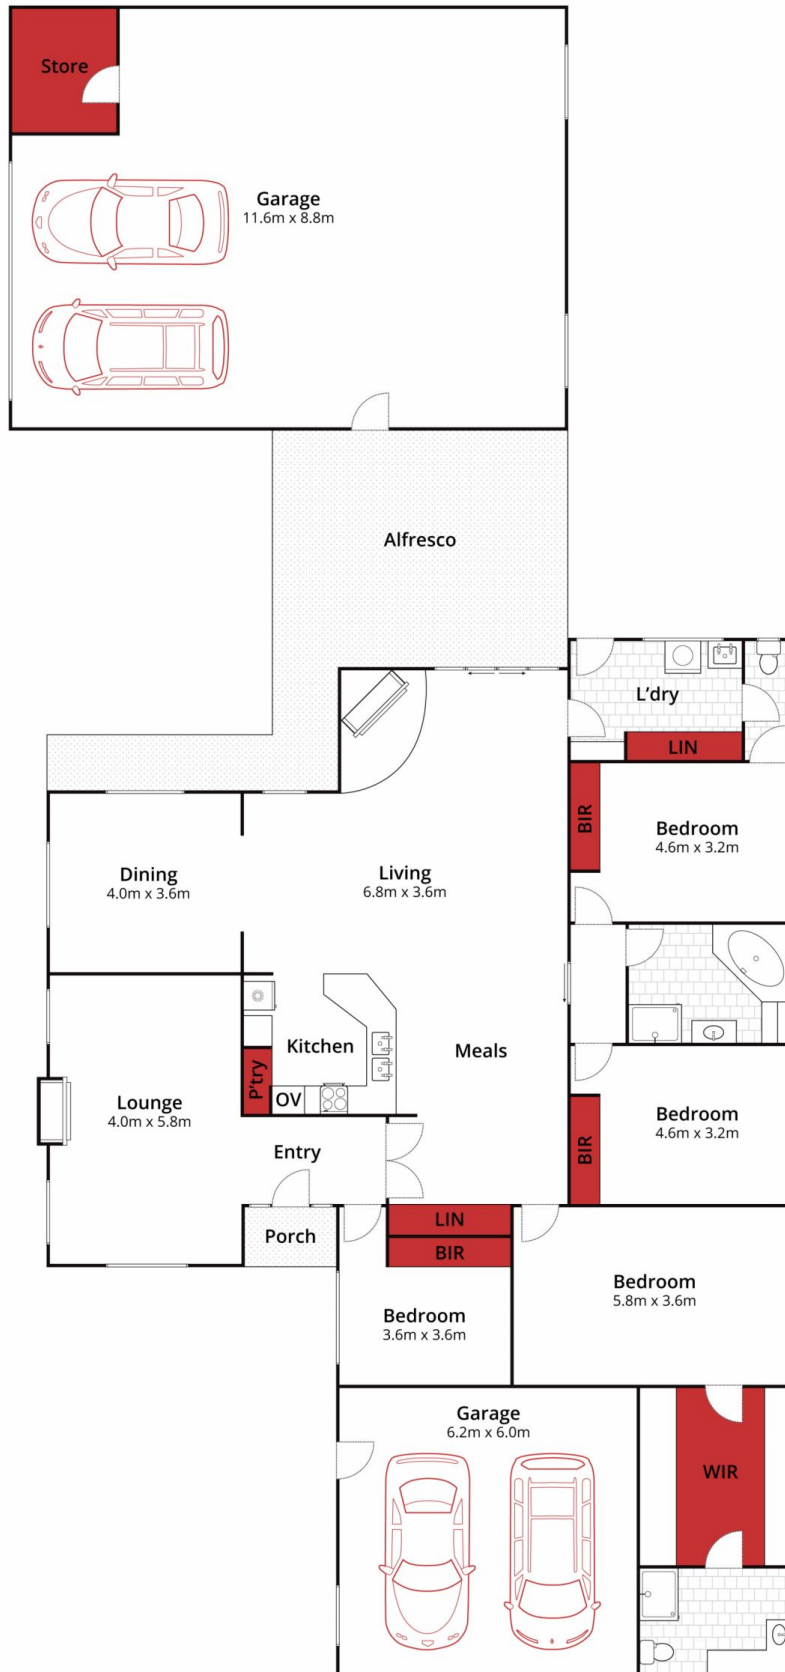 Store
Garage
11.6m x 8.8m
Alfresco
L'dry
LIN
BIR
Bedroom
4.6m x 3.2m
Dining
4.0m x 3.6m
Living
6.8m x 3.6m
Kitchen
Meals
P'try
OV
Lounge
4.0m x 5.8m
Bedroom
4.6m x 3.2m
BIR
Entry
Porch
LIN
BIR
Bedroom
3.6m x 3.6m
Bedroom
5.8m x 3.6m
Garage
6.2m x 6.0m
WIR